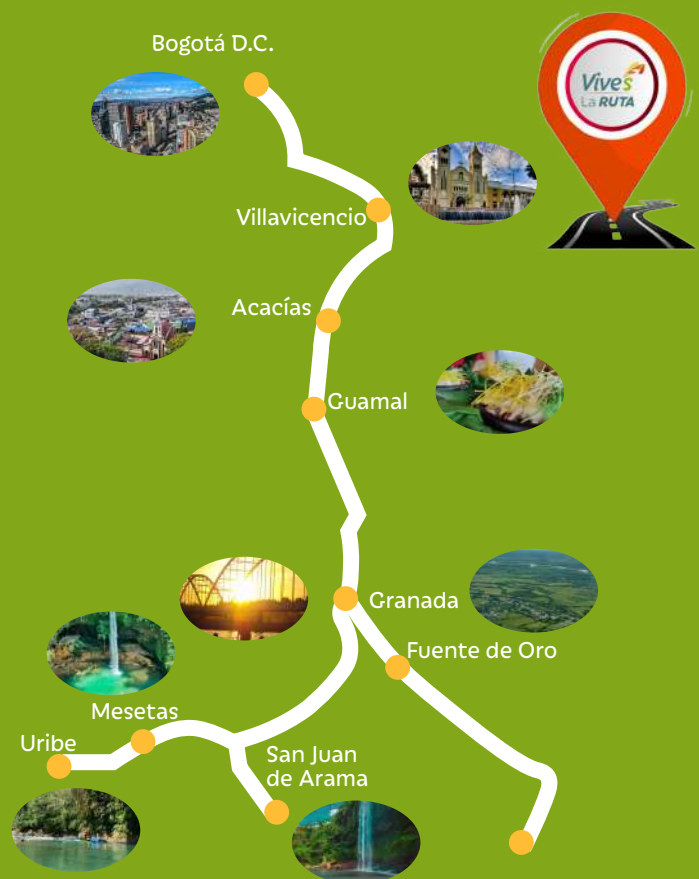 Bogotá D.C.
Vive's
La RUTA
Villavicencio
Acacías
Guamal
Granada
Fuente de Oro
Mesetas
Uribe
San Juan
de Arama